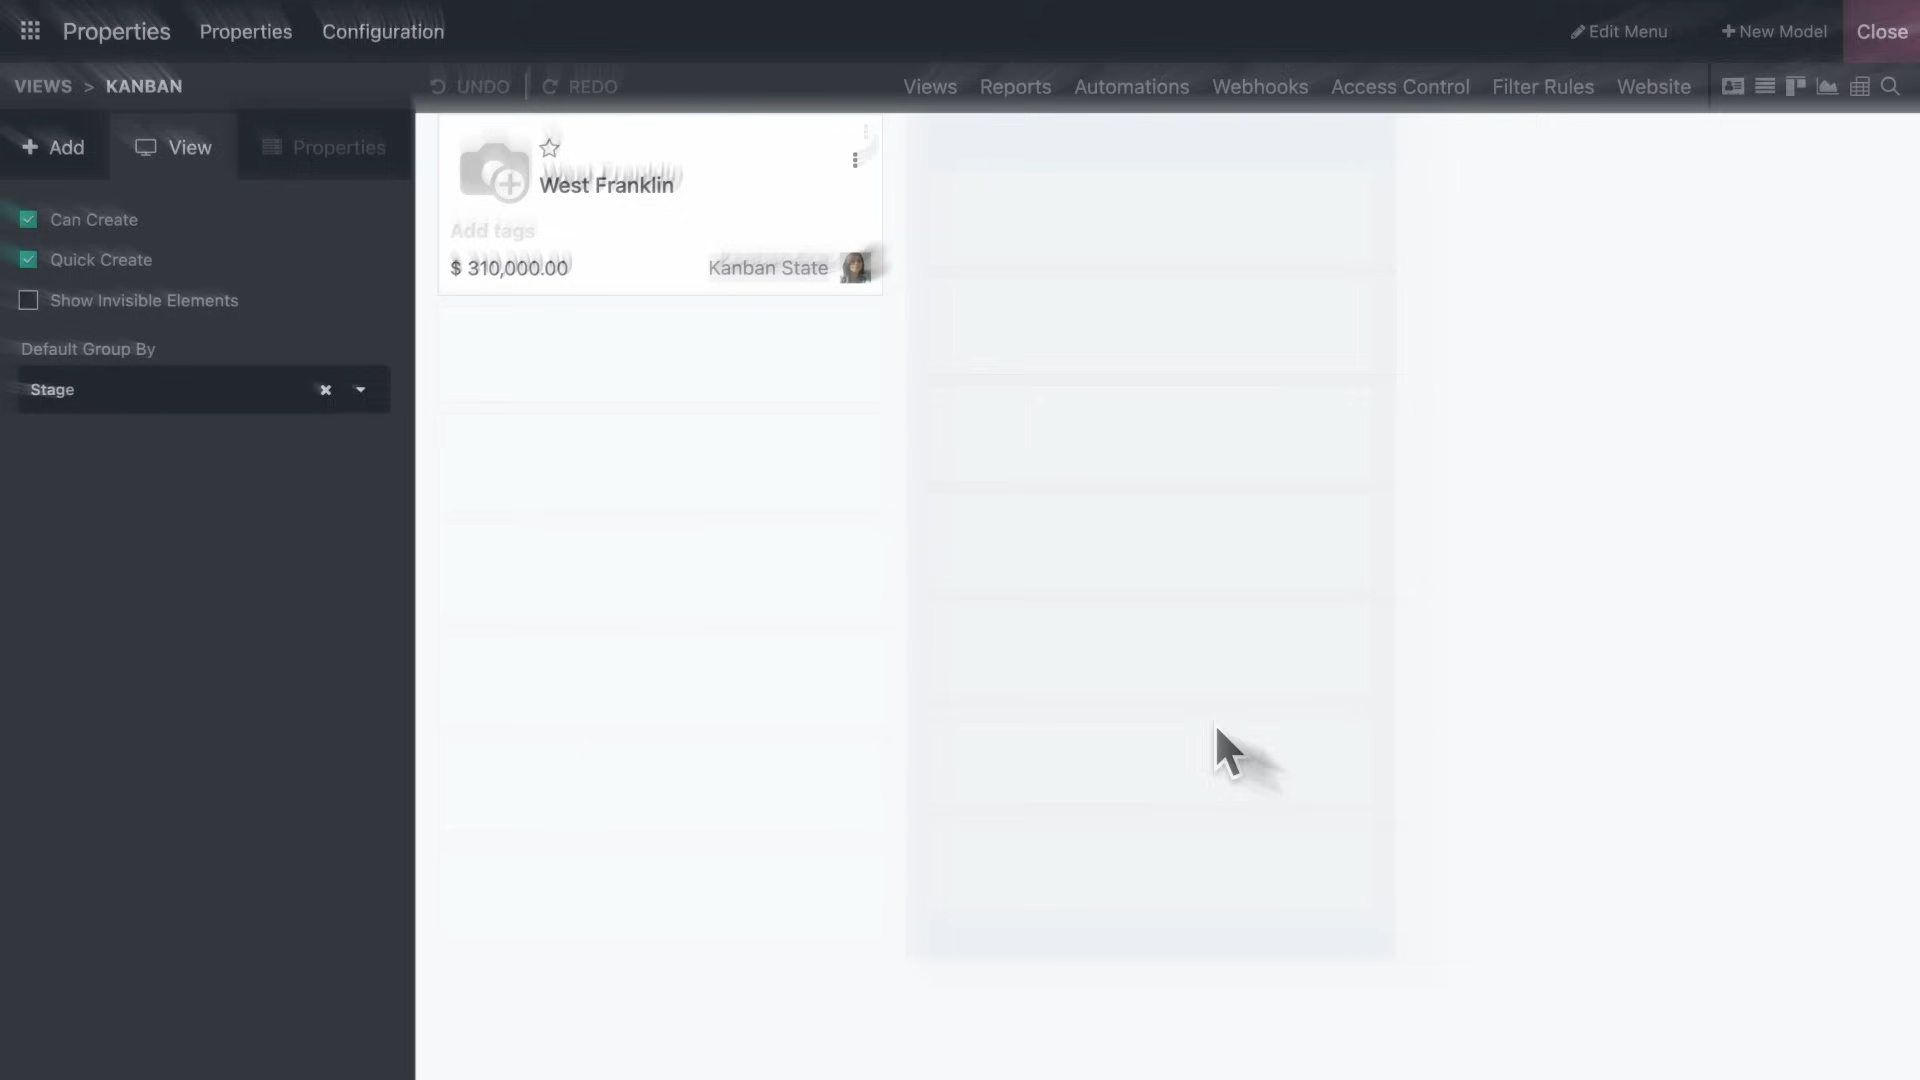 Properties Properties Configuration Edit Menu New Model Close
VIEWS > KANBAN UNDO REDO Views Reports Automations Webhooks Access Control Filter Rules Website
Add View Properties
Can Create
Quick Create
Show Invisible Elements
Default Group By
Stage
West Franklin
Add tags
$ 310,000.00 Kanban State